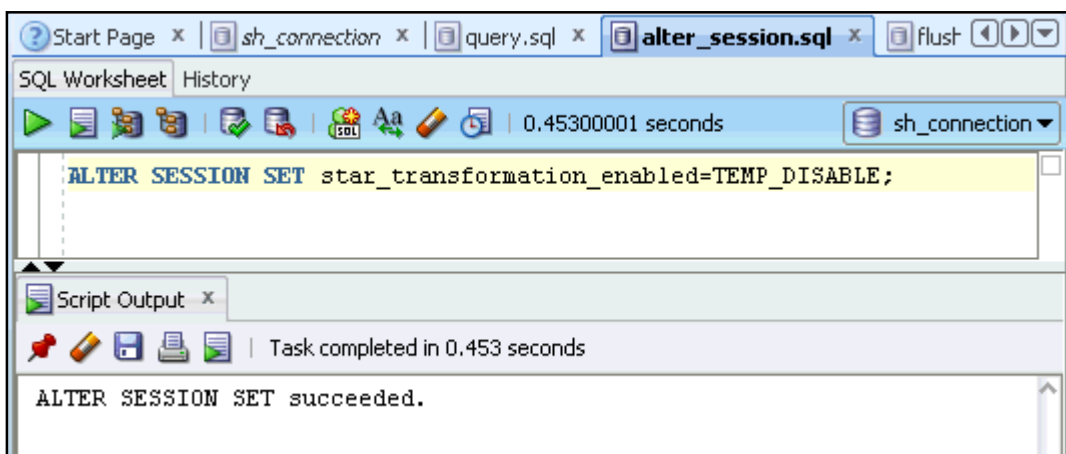 Start Page x sh_connection x query.sql x alter_session.sql x flush
SQL Worksheet History
0.45300001 seconds sh_connection
ALTER SESSION SET star_transformation_enabled=TEMP_DISABLE;
Script Output x
Task completed in 0.453 seconds
ALTER SESSION SET succeeded.